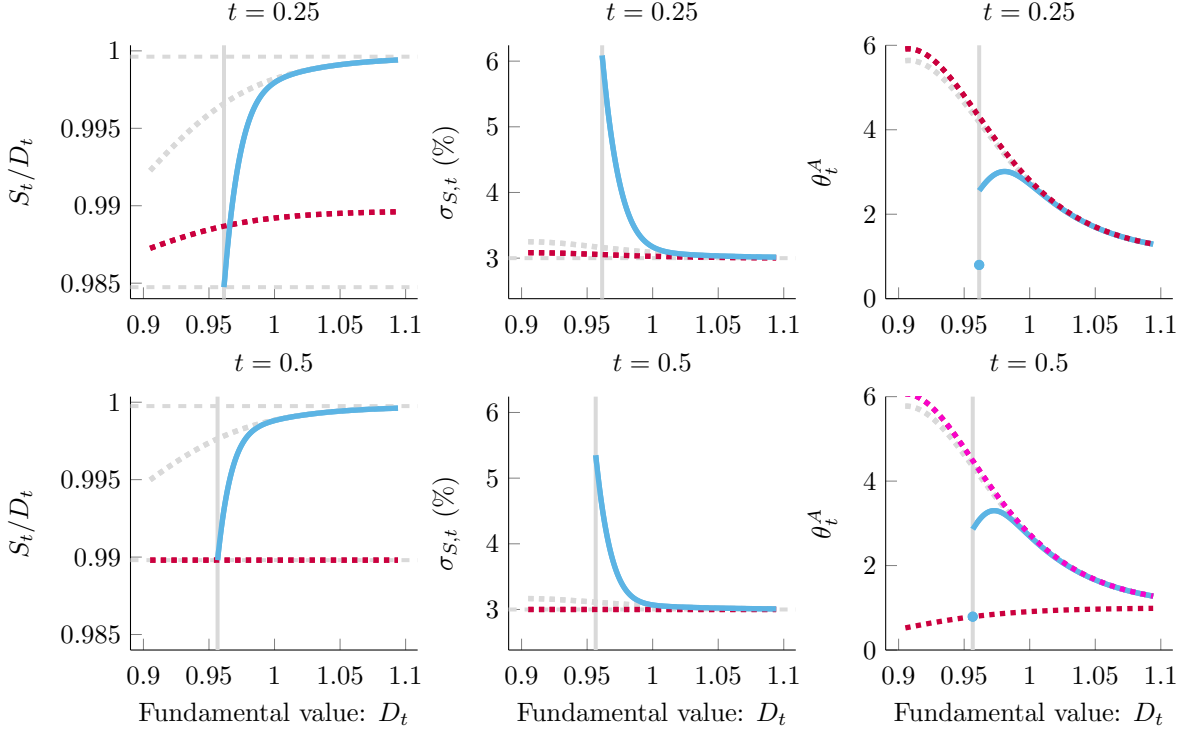 t = 0.25
t = 0.25
t = 0.25
S_t/D_t
1
0.995
0.99
0.985
0.9 0.95 1 1.05 1.1
σ_{S,t} (%)
6
5
4
3
0.9 0.95 1 1.05 1.1
θ_t^A
6
4
2
0
0.9 0.95 1 1.05 1.1
t = 0.5
t = 0.5
t = 0.5
S_t/D_t
1
0.995
0.99
0.985
0.9 0.95 1 1.05 1.1
Fundamental value: D_t
σ_{S,t} (%)
6
5
4
3
0.9 0.95 1 1.05 1.1
Fundamental value: D_t
θ_t^A
6
4
2
0
0.9 0.95 1 1.05 1.1
Fundamental value: D_t